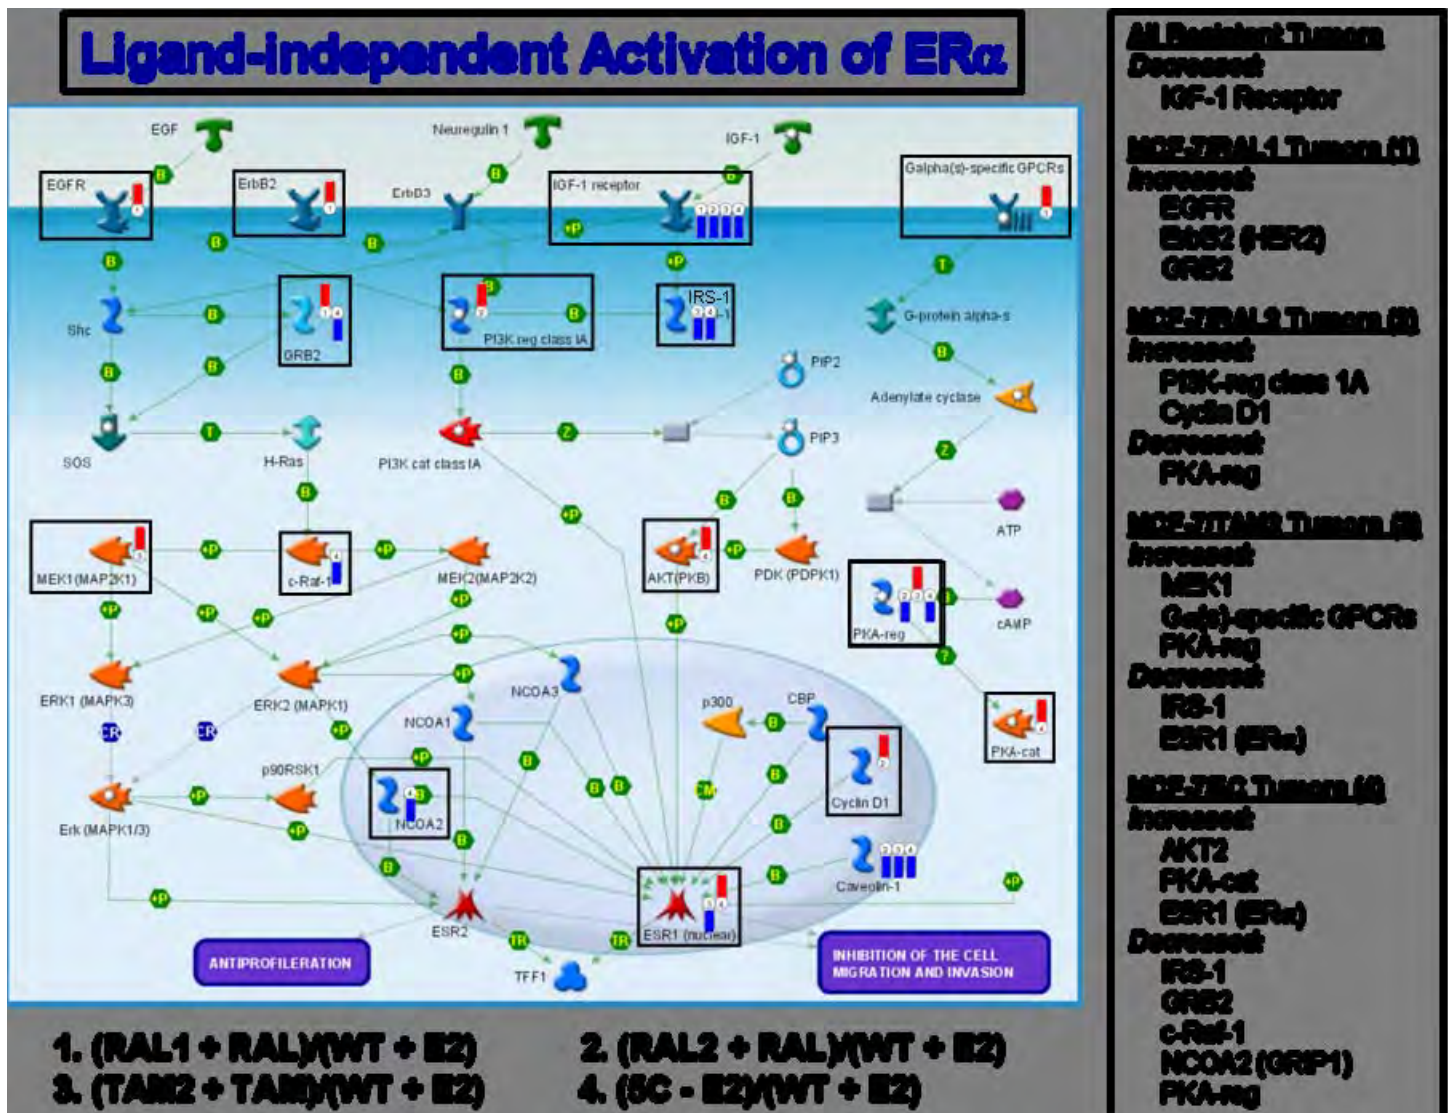 Ligand-independent Activation of ERα
EGF
Neuregulin 1
IGF-1
EGFR
ErbB2
ErbB3
IGF-1 receptor
Galpha(s)-specific GPCRs
Shc
GRB2
PI3K reg class IA
IRS-1
G-protein alpha-s
PIP2
Adenylate cyclase
SOS
H-Ras
PI3K cat class IA
PIP3
ATP
MEK1(MAP2K1)
c-Raf-1
MEK2(MAP2K2)
AKT(PKB)
PDK (PDPK1)
cAMP
PKA-reg
ERK1 (MAPK3)
ERK2 (MAPK1)
NCOA3
NCOA1
p300
CBP
PKA-cat
p90RSK1
Erk (MAPK1/3)
NCOA2
Cyclin D1
Caveolin-1
ESR2
ESR1 (nuclear)
TFF1
ANTIPROFILERATION
INHIBITION OF THE CELL
MIGRATION AND INVASION
1. (RAL1 + RAL)/(WT + E2)
2. (RAL2 + RAL)/(WT + E2)
3. (TAM2 + TAM)/(WT + E2)
4. (5C - E2)/(WT + E2)
All Resistant Tumors
Decreased:
IGF-1 Receptor
MCF-7/RAL1 Tumors (1)
Increased:
EGFR
ErbB2 (HER2)
GRB2
MCF-7/RAL2 Tumors (2)
Increased:
PI3K-reg class 1A
Cyclin D1
Decreased:
PKA-reg
MCF-7/TAM2 Tumors (3)
Increased:
MEK1
Gα(s)-specific GPCRs
PKA-reg
Decreased:
IRS-1
ESR1 (ERα)
MCF-7/5C Tumors (4)
Increased:
AKT2
PKA-cat
ESR1 (ERα)
Decreased:
IRS-1
GRB2
c-Raf-1
NCOA2 (GRIP1)
PKA-reg